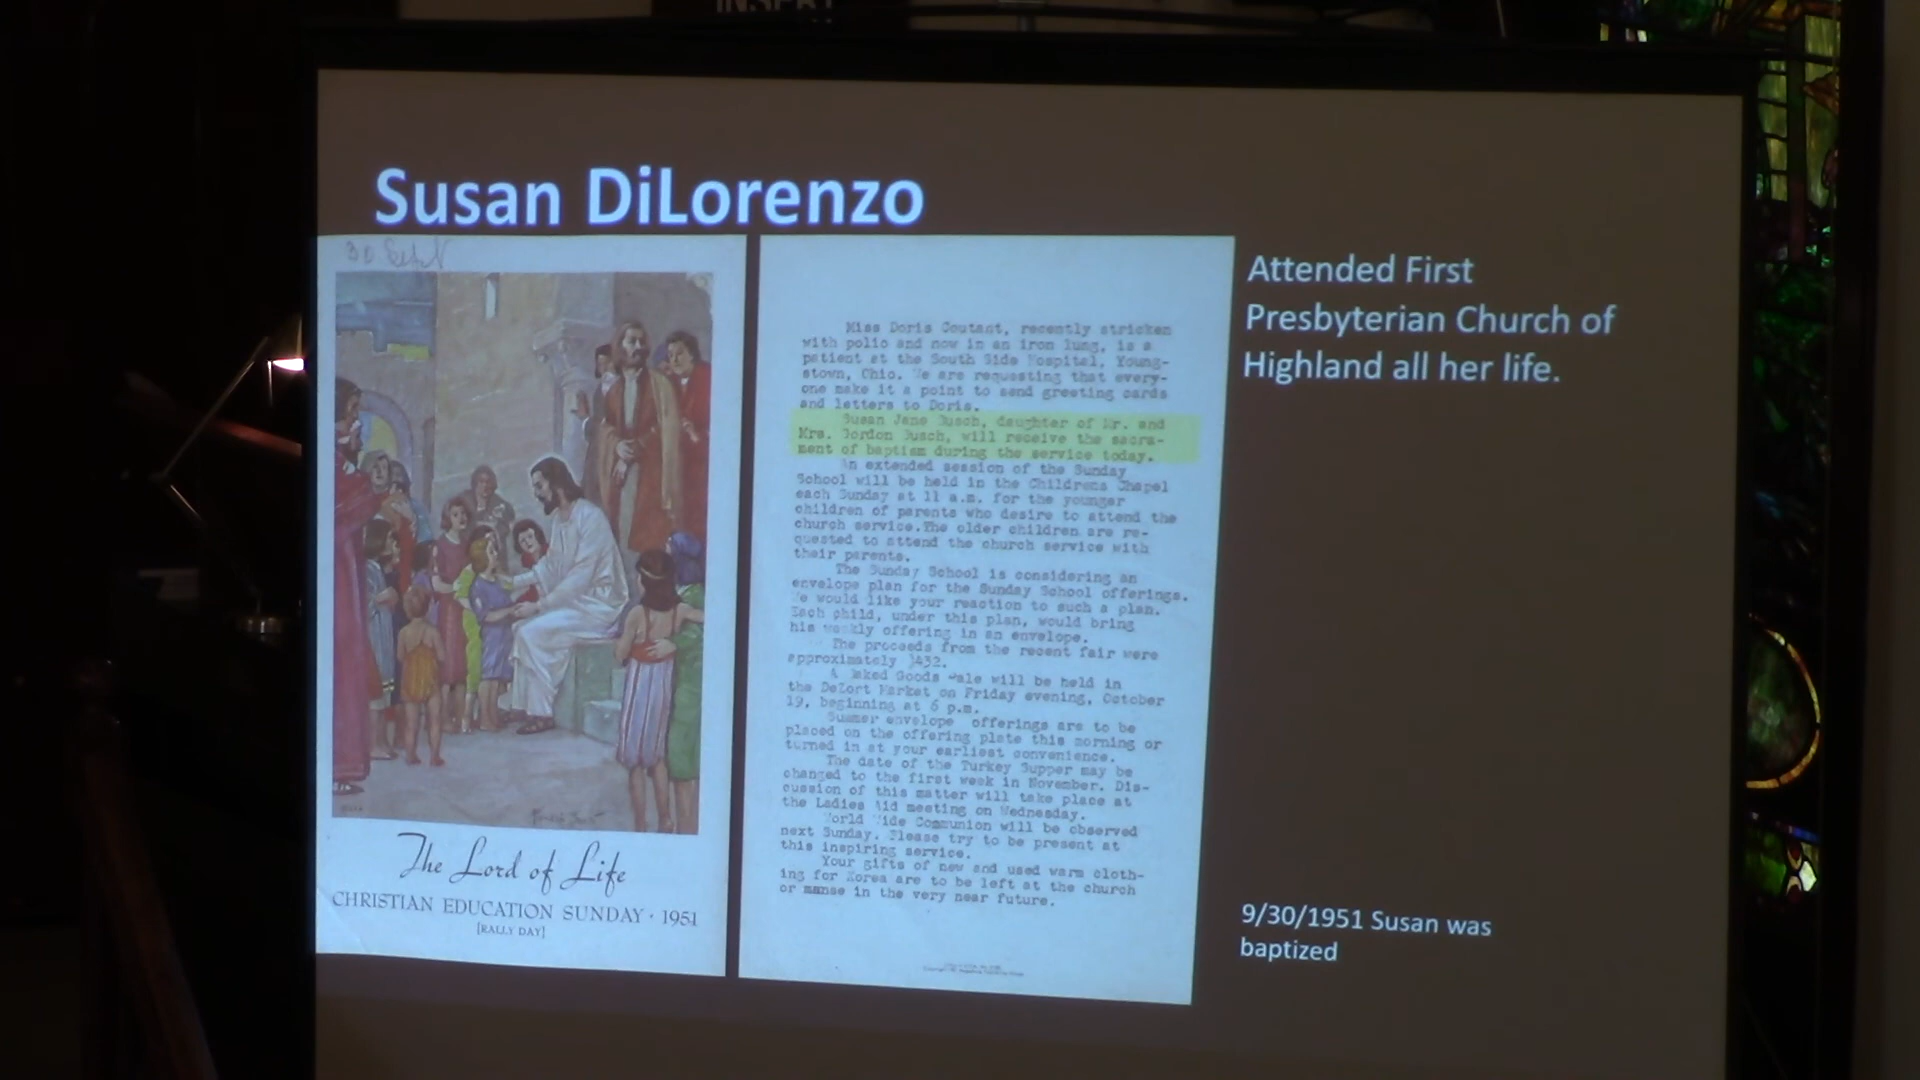 Susan DiLorenzo
30 Sept
The Lord of Life
CHRISTIAN EDUCATION SUNDAY · 1951
[RALLY DAY]
Miss Doris Coutant, recently stricken
with polio and now in an iron lung, is a
patient at the South Side Hospital, Young-
stown, Ohio. We are requesting that every-
one make it a point to send greeting cards
and letters to Doris.
Susan Jane Busch, daughter of Mr. and
Mrs. Gordon Busch, will receive the sacra-
ment of baptism during the service today.
An extended session of the Sunday
School will be held in the Childrens Chapel
each Sunday at 11 a.m. for the younger
children of parents who desire to attend the
church service.The older children are re-
quested to attend the church service with
their parents.
The Sunday School is considering an
envelope plan for the Sunday School offerings.
We would like your reaction to such a plan.
Each child, under this plan, would bring
his weekly offering in an envelope.
The proceeds from the recent fair were
approximately $432.
A Baked Goods Sale will be held in
the DeZort Market on Friday evening, October
19, beginning at 6 p.m.
Summer envelope offerings are to be
placed on the offering plate this morning or
turned in at your earliest convenience.
The date of the Turkey Supper may be
changed to the first week in November. Dis-
cussion of this matter will take place at
the Ladies Aid meeting on Wednesday.
World Wide Communion will be observed
next Sunday. Please try to be present at
this inspiring service.
Your gifts of new and used warm cloth-
ing for Korea are to be left at the church
or manse in the very near future.
Attended First
Presbyterian Church of
Highland all her life.
9/30/1951 Susan was
baptized